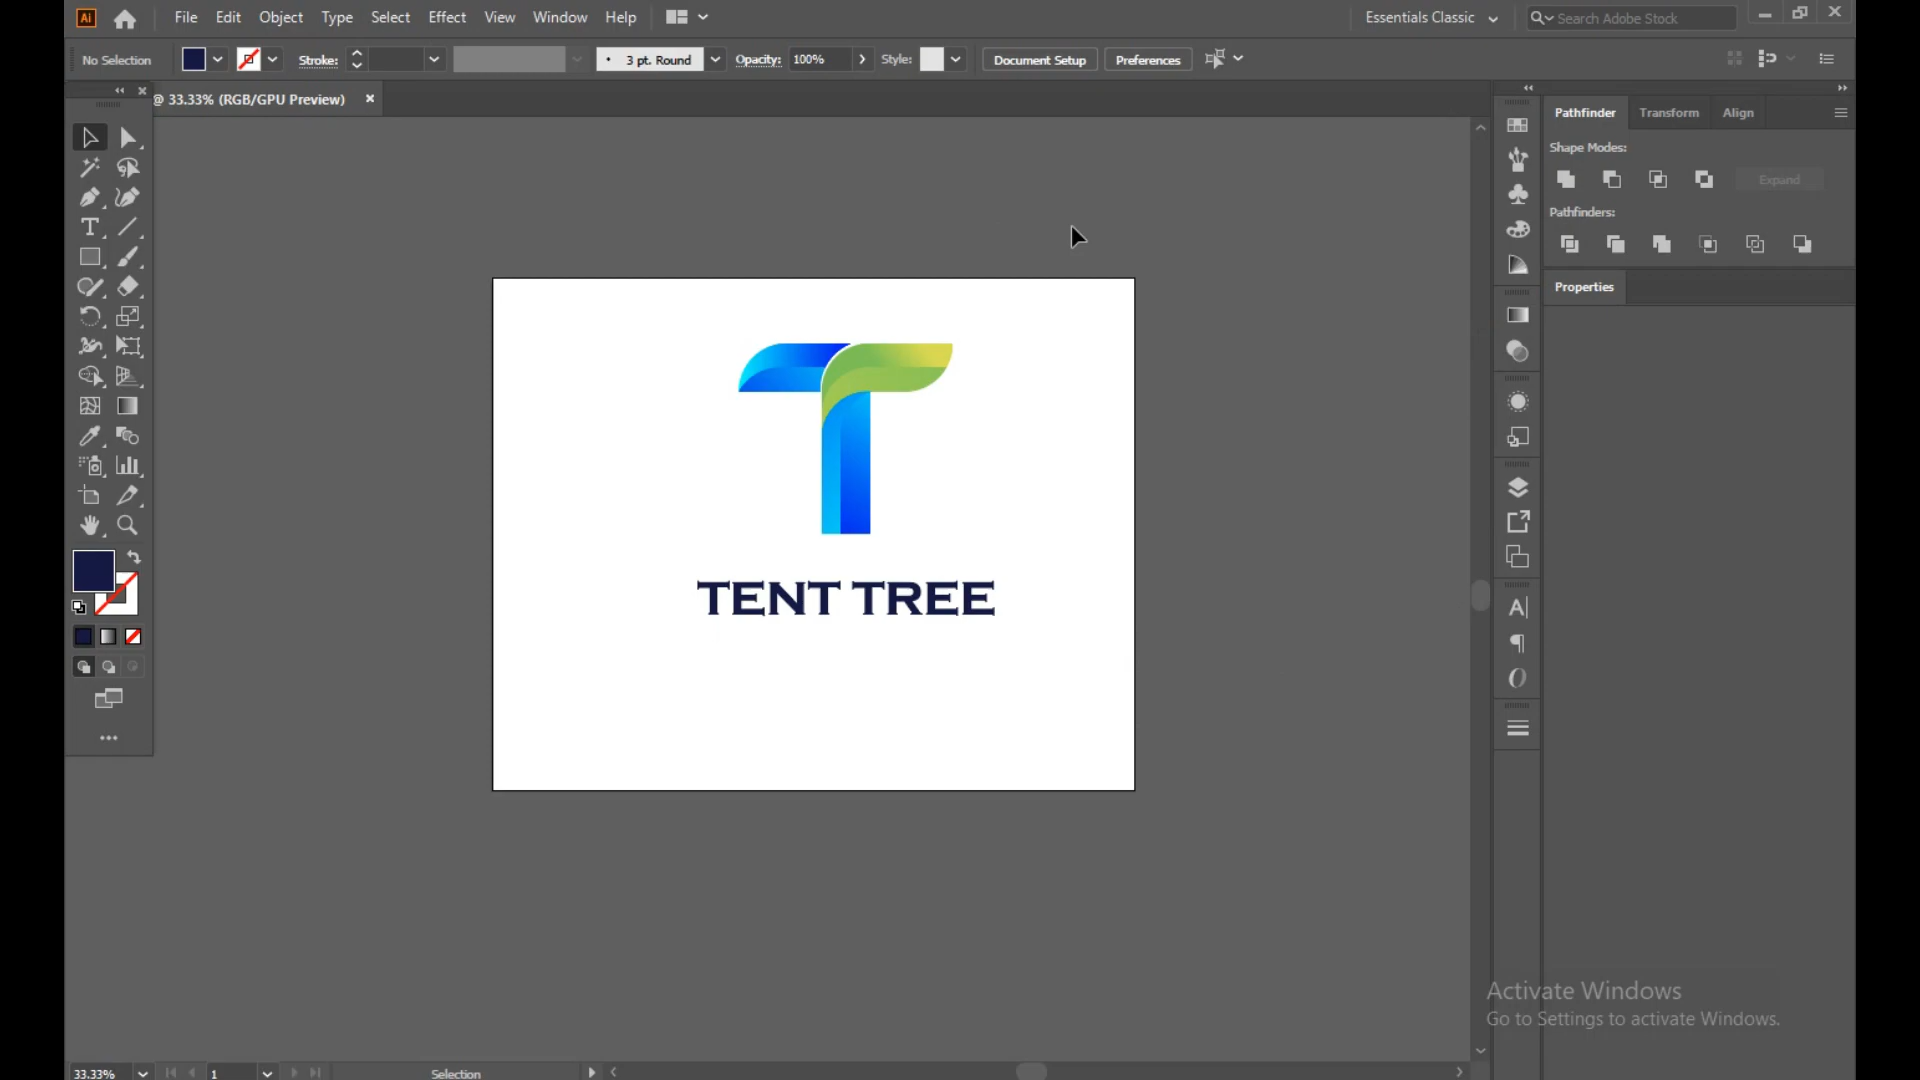 Ai File Edit Object Type Select Effect View Window Help Essentials Classic Search Adobe Stock
No Selection Stroke: 3 pt. Round Opacity: 100% Style: Document Setup Preferences
@ 33.33% (RGB/GPU Preview)
Pathfinder Transform Align
Shape Modes:
Expand
Pathfinders:
Properties
TENT TREE
Activate Windows
Go to Settings to activate Windows.
33.33% 1 Selection